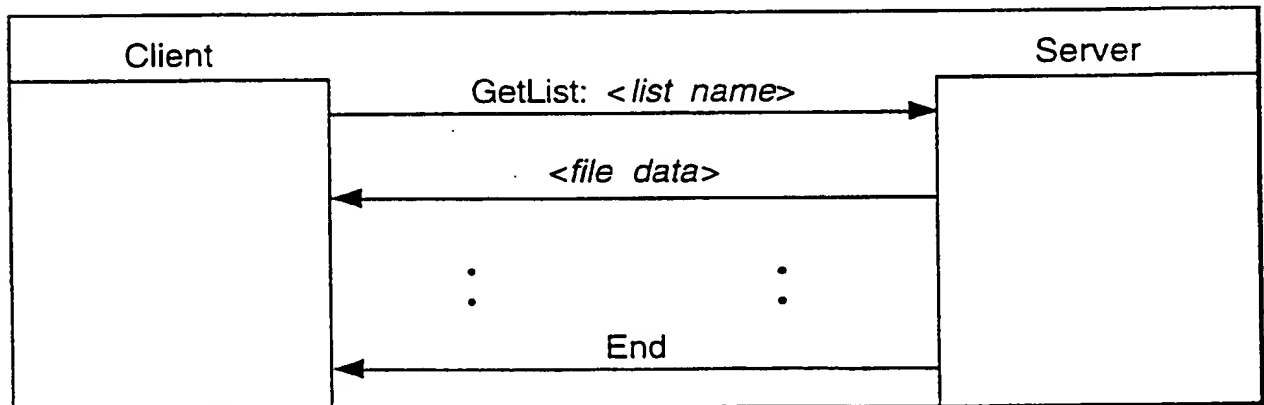 Client
Server
GetList: <list name>
<file data>
:
:
End